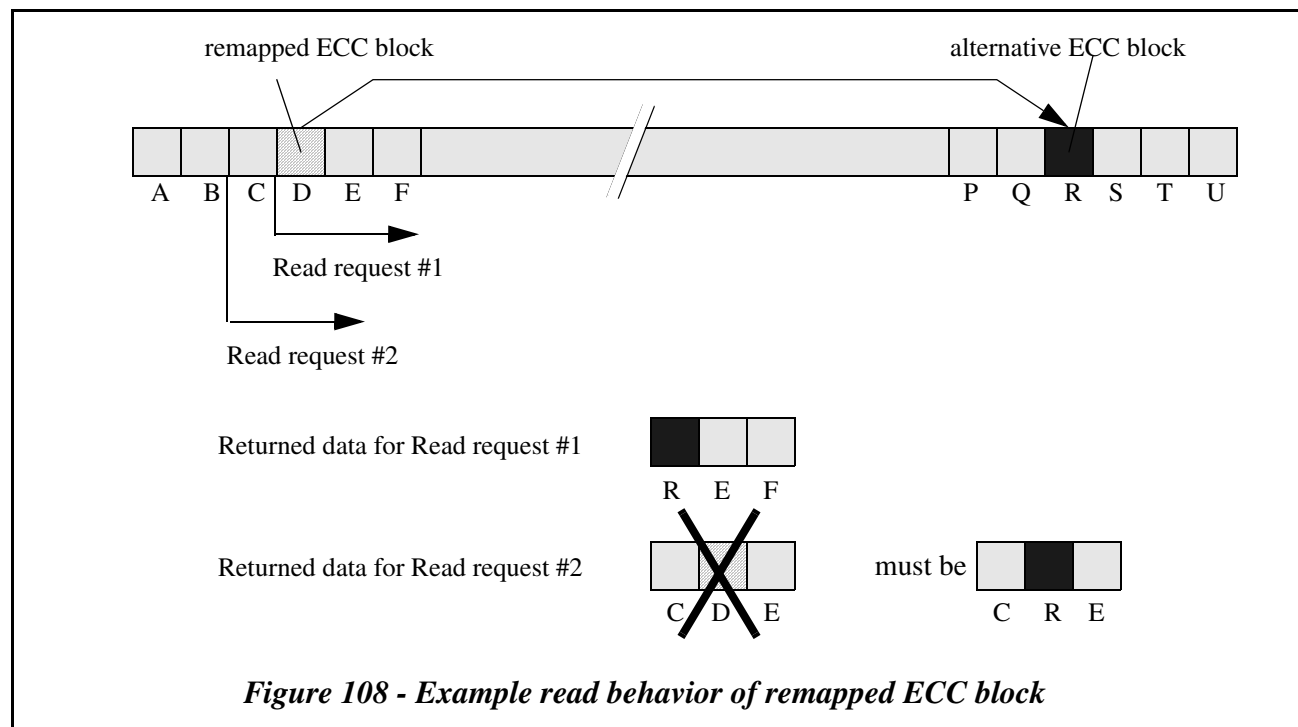 remapped ECC block alternative ECC block
A B C D E F P Q R S T U
Read request #1
Read request #2
Returned data for Read request #1
R E F
Returned data for Read request #2 must be
C D E C R E
Figure 108 - Example read behavior of remapped ECC block